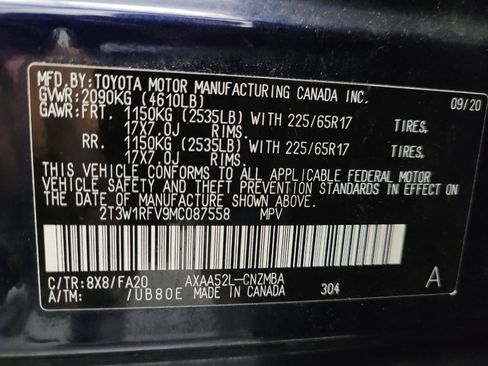 MFD.BY:TOYOTA MOTOR MANUFACTURING CANADA INC.
GVWR:2090KG (4610LB) 09/20
GAWR:FRT. 1150KG (2535LB) WITH 225/65R17 TIRES,
17X7.0J RIMS,
RR. 1150KG (2535LB) WITH 225/65R17 TIRES,
17X7.0J RIMS.
THIS VEHICLE CONFORMS TO ALL APPLICABLE FEDERAL MOTOR
VEHICLE SAFETY AND THEFT PREVENTION STANDARDS IN EFFECT ON
THE DATE OF MANUFACTURE SHOWN ABOVE.
2T3W1RFV9MC087558 MPV
C/TR:8X8/FA20 AXAA52L-CNZMBA A
A/TM: /UB80E MADE IN CANADA 304